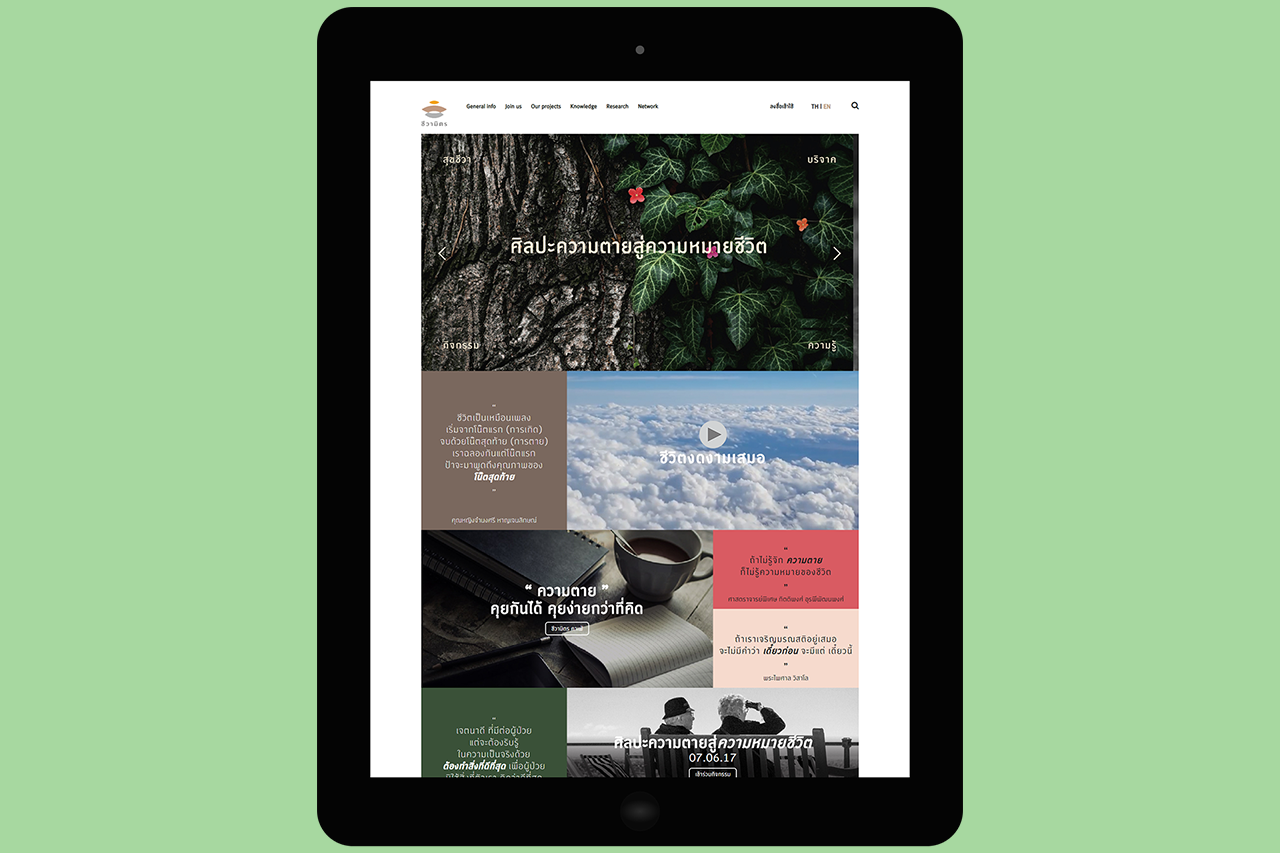 ชีวามิตร
General info Join us Our projects Knowledge Research Network
ลงชื่อเข้าใช้ TH | EN
สุขชีวา บริจาค
ศิลปะความตายสู่ความหมายชีวิต
กิจกรรม ความรู้
"
ชีวิตเป็นเหมือนเพลง
เริ่มจากโน๊ตแรก (การเกิด)
จบด้วยโน๊ตสุดท้าย (การตาย)
เราฉลองกันแต่โน๊ตแรก
ป้าจะมาพูดถึงคุณภาพของ
โน๊ตสุดท้าย
"
คุณหญิงจำนงศรี หาญเจนลักษณ์
ชีวิตงดงามเสมอ
“ ความตาย ”
คุยกันได้ คุยง่ายกว่าที่คิด
ชีวามิตร คาเฟ่
“
ถ้าไม่รู้จัก ความตาย
ก็ไม่รู้ความหมายของชีวิต
”
ศาสตราจารย์พิเศษ กิตติพงศ์ อุรพีพัฒนพงศ์
“
ถ้าเราเจริญมรณสติอยู่เสมอ
จะไม่มีคำว่า เดี๋ยวก่อน จะมีแต่ เดี๋ยวนี้
”
พระไพศาล วิสาโล
"
เจตนาดี ที่มีต่อผู้ป่วย
แต่จะต้องรับรู้
ในความเป็นจริงด้วย
ต้องทำสิ่งที่ดีที่สุด เพื่อผู้ป่วย
ศิลปะความตายสู่ความหมายชีวิต
07.06.17
เข้าร่วมกิจกรรม